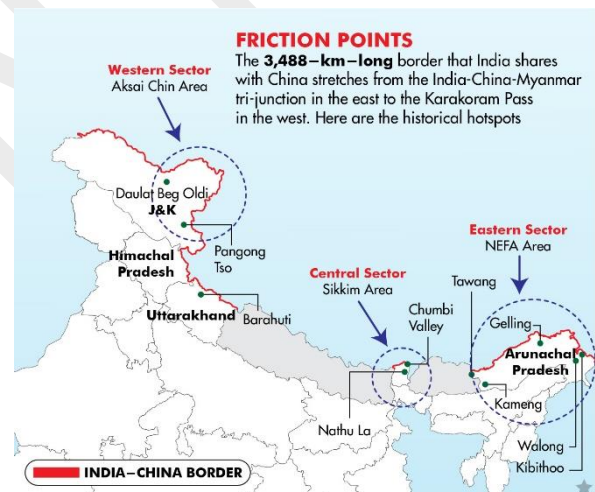 FRICTION POINTS
The 3,488-km-long border that India shares
with China stretches from the India-China-Myanmar
tri-junction in the east to the Karakoram Pass
in the west. Here are the historical hotspots
Western Sector
Aksai Chin Area
Daulat Beg Oldi
J&K
Pangong
Tso
Himachal
Pradesh
Uttarakhand
Barahuti
Central Sector
Sikkim Area
Chumbi
Valley
Nathu La
Eastern Sector
NEFA Area
Tawang
Gelling
Arunachal
Pradesh
Kameng
Walong
Kibithoo
INDIA–CHINA BORDER